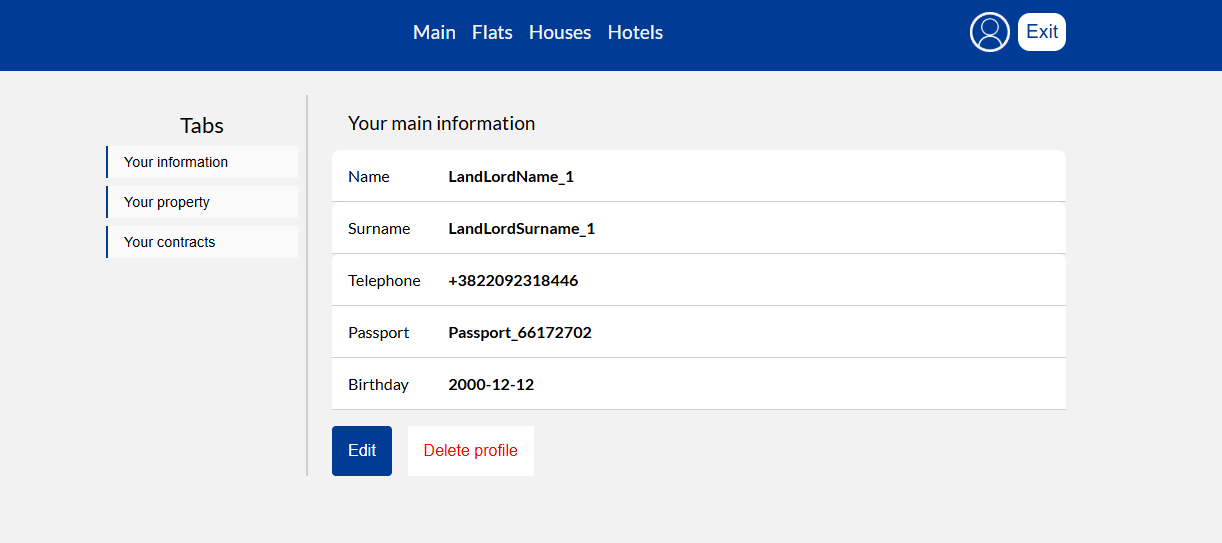 Main Flats Houses Hotels Exit
Tabs
Your information
Your property
Your contracts
Your main information
Name LandLordName_1
Surname LandLordSurname_1
Telephone +3822092318446
Passport Passport_66172702
Birthday 2000-12-12
Edit Delete profile